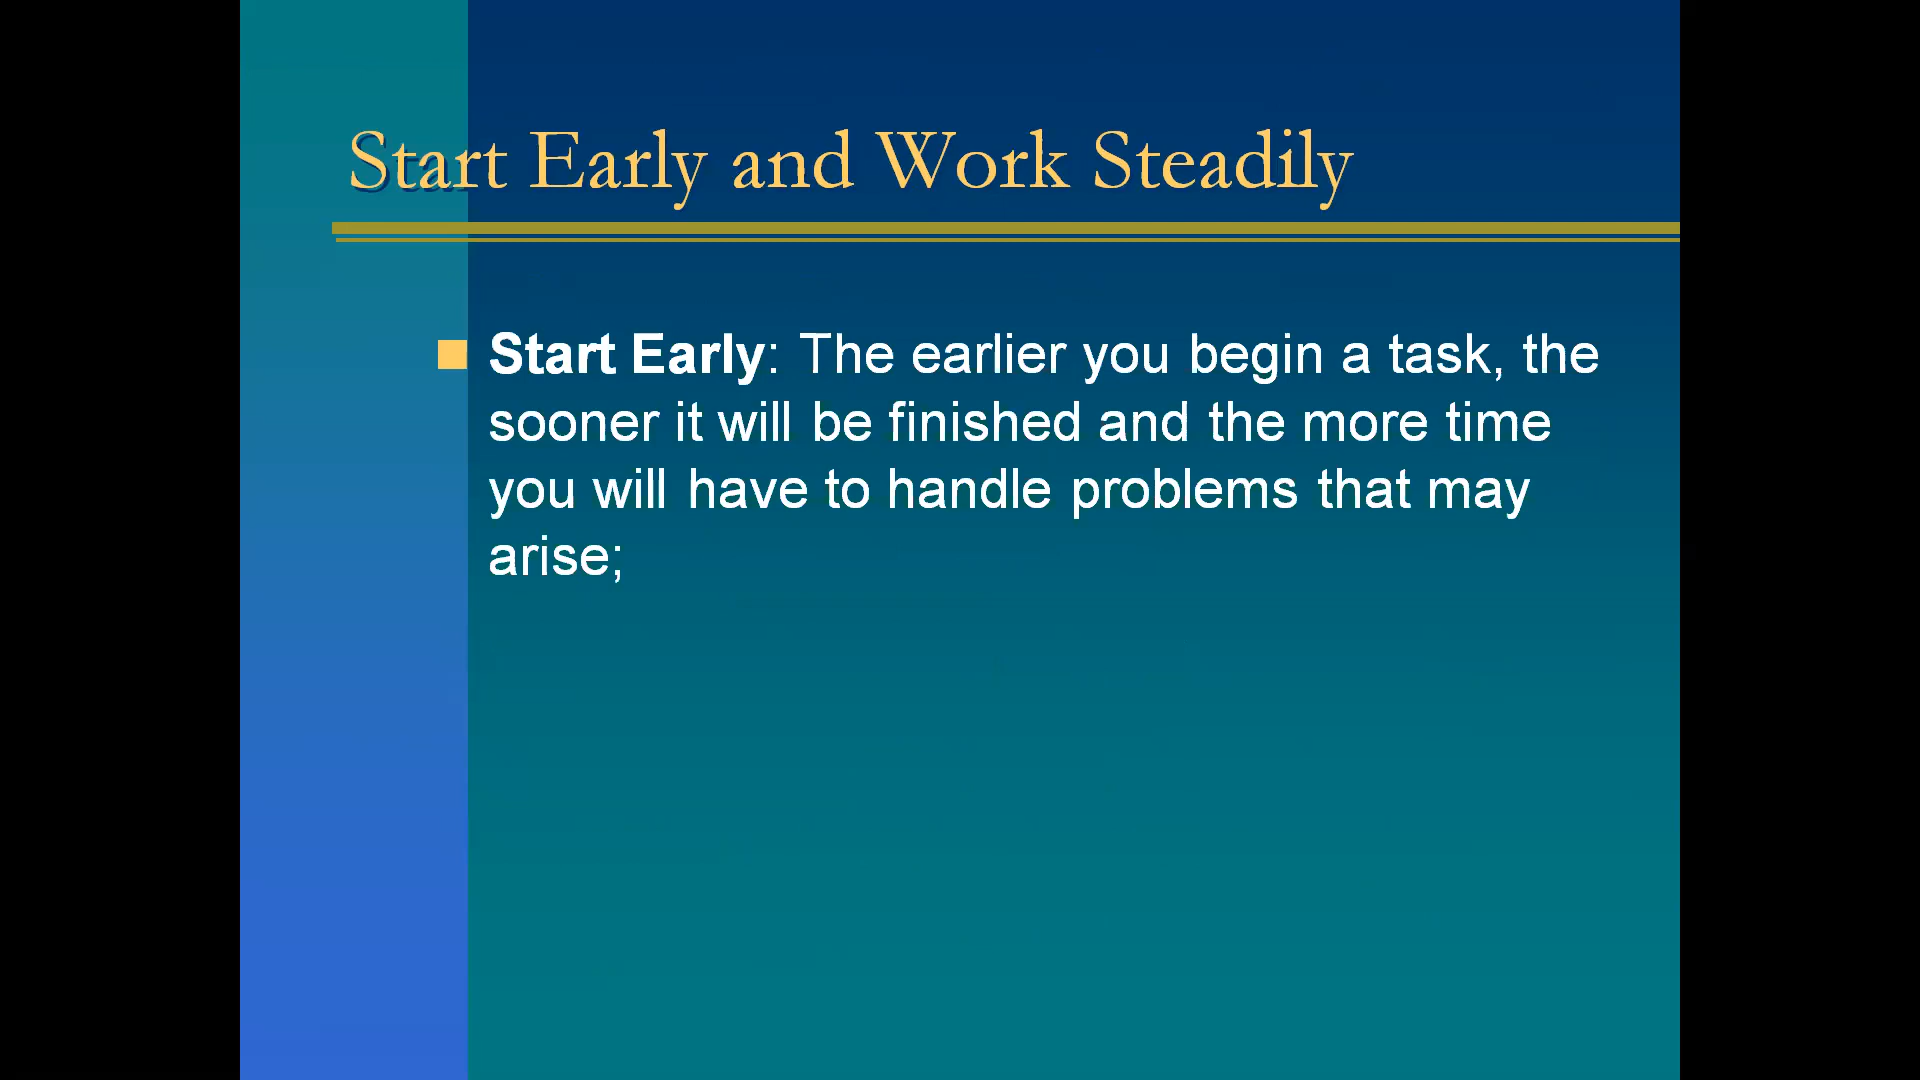 Start Early and Work Steadily
Start Early: The earlier you begin a task, the
sooner it will be finished and the more time
you will have to handle problems that may
arise;